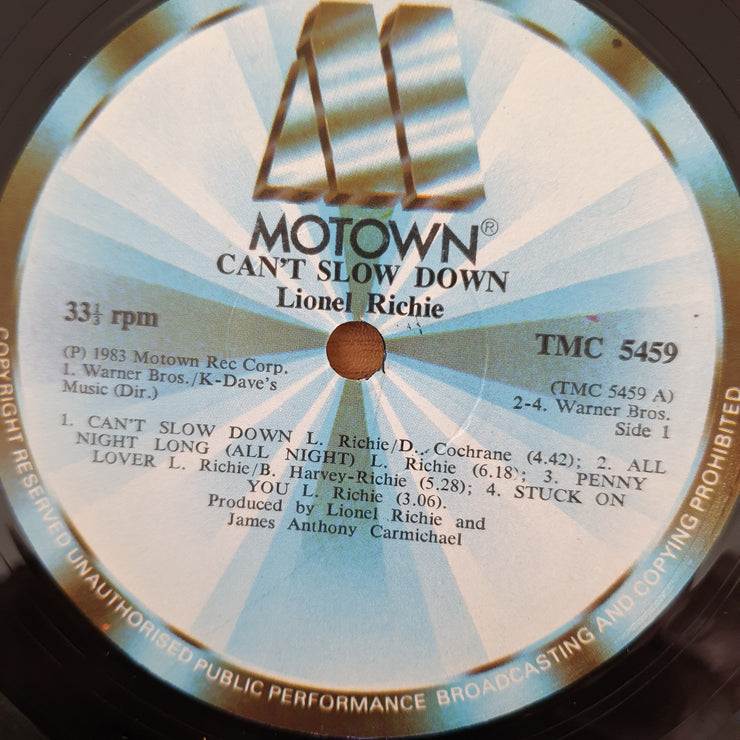 MOTOWN®
CAN'T SLOW DOWN
Lionel Richie
33⅓ rpm
TMC 5459
(P) 1983 Motown Rec Corp.
1. Warner Bros./K-Dave's
Music (Dir.)
(TMC 5459 A)
2-4. Warner Bros.
Side 1
1. CAN'T SLOW DOWN L. Richie/D. Cochrane (4.42); 2. ALL
NIGHT LONG (ALL NIGHT) L. Richie (6.18); 3. PENNY
LOVER L. Richie/B. Harvey-Richie (5.28); 4. STUCK ON
YOU L. Richie (3.06).
Produced by Lionel Richie and
James Anthony Carmichael
COPYRIGHT RESERVED UNAUTHORISED PUBLIC PERFORMANCE BROADCASTING AND COPYING PROHIBITED